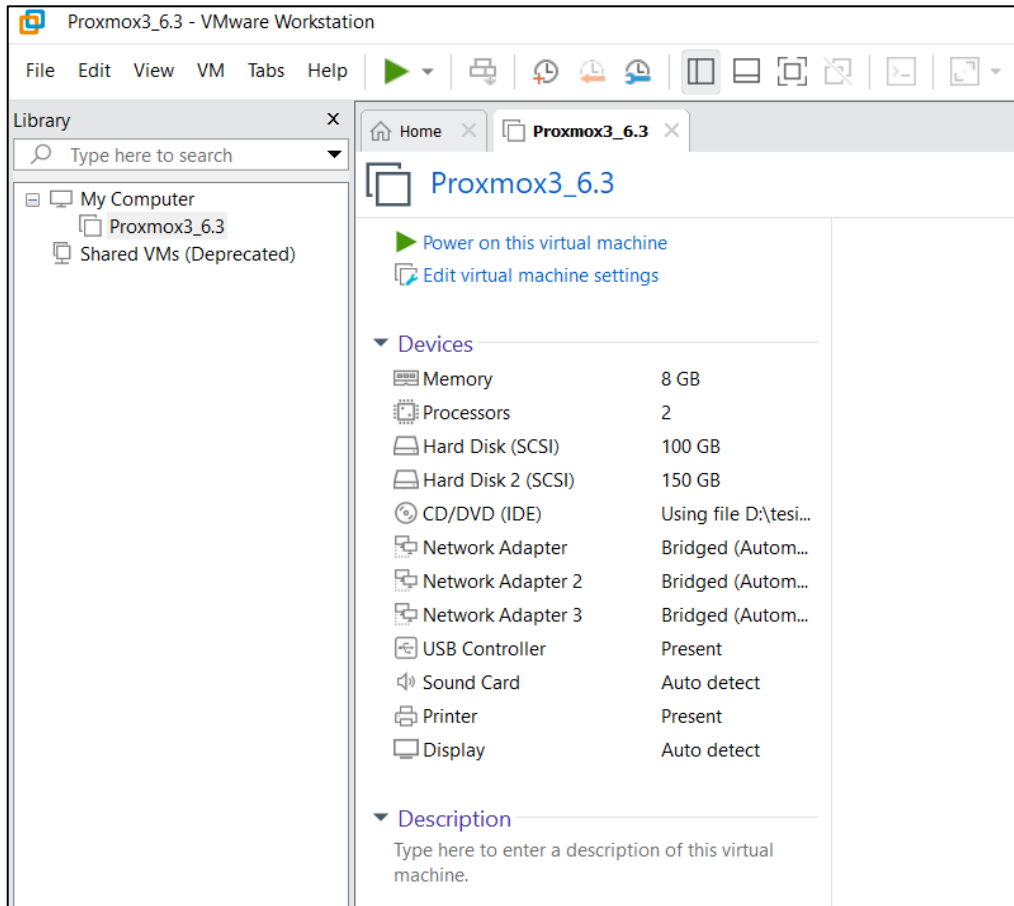 Proxmox3_6.3 - VMware Workstation
File Edit View VM Tabs Help
Library
Type here to search
My Computer
Proxmox3_6.3
Shared VMs (Deprecated)
Home
Proxmox3_6.3
Proxmox3_6.3
Power on this virtual machine
Edit virtual machine settings
Devices
Memory 8 GB
Processors 2
Hard Disk (SCSI) 100 GB
Hard Disk 2 (SCSI) 150 GB
CD/DVD (IDE) Using file D:\tesi...
Network Adapter Bridged (Autom...
Network Adapter 2 Bridged (Autom...
Network Adapter 3 Bridged (Autom...
USB Controller Present
Sound Card Auto detect
Printer Present
Display Auto detect
Description
Type here to enter a description of this virtual
machine.